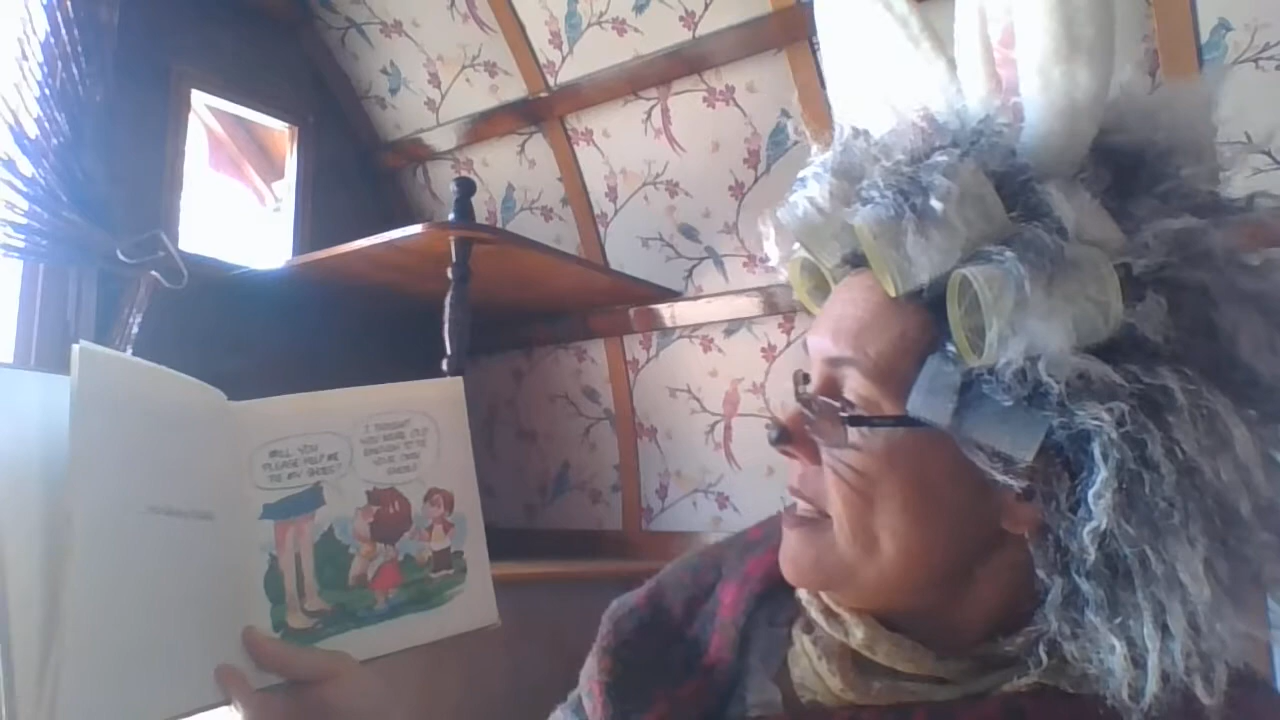 WILL YOU
PLEASE HELP ME
TIE MY SHOES?
I THOUGHT
YOU WERE OLD
ENOUGH TO TIE
YOUR OWN
SHOES